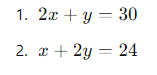 1. 2x + y = 30
2. x + 2y = 24